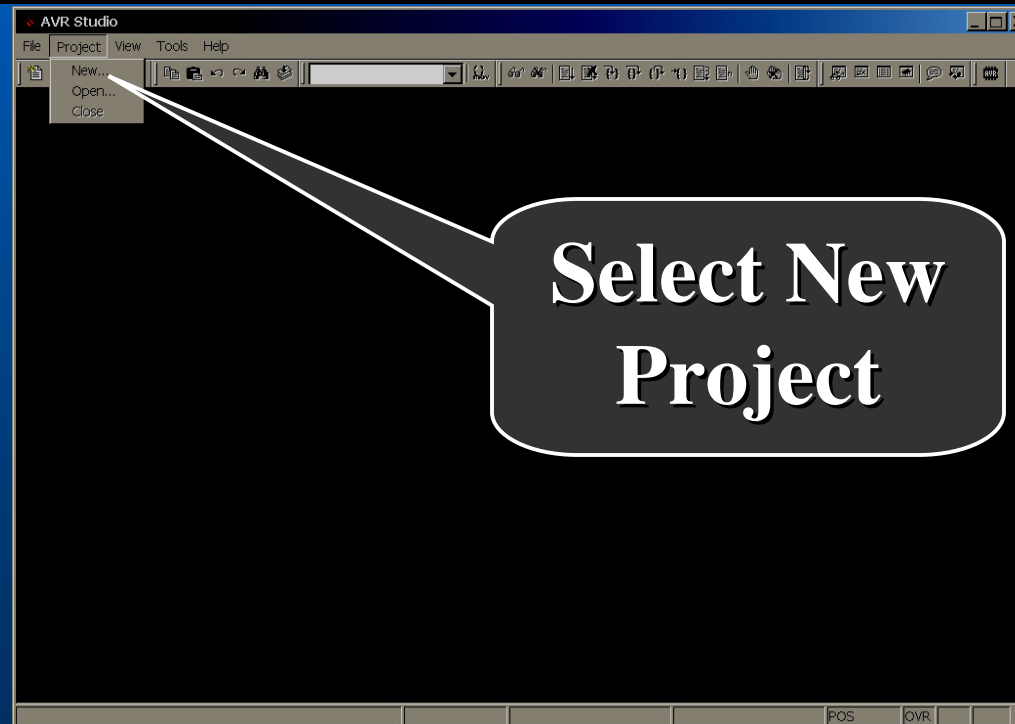 AVR Studio
File Project View Tools Help
New...
Open...
Close
Select New
Project
POS OVR